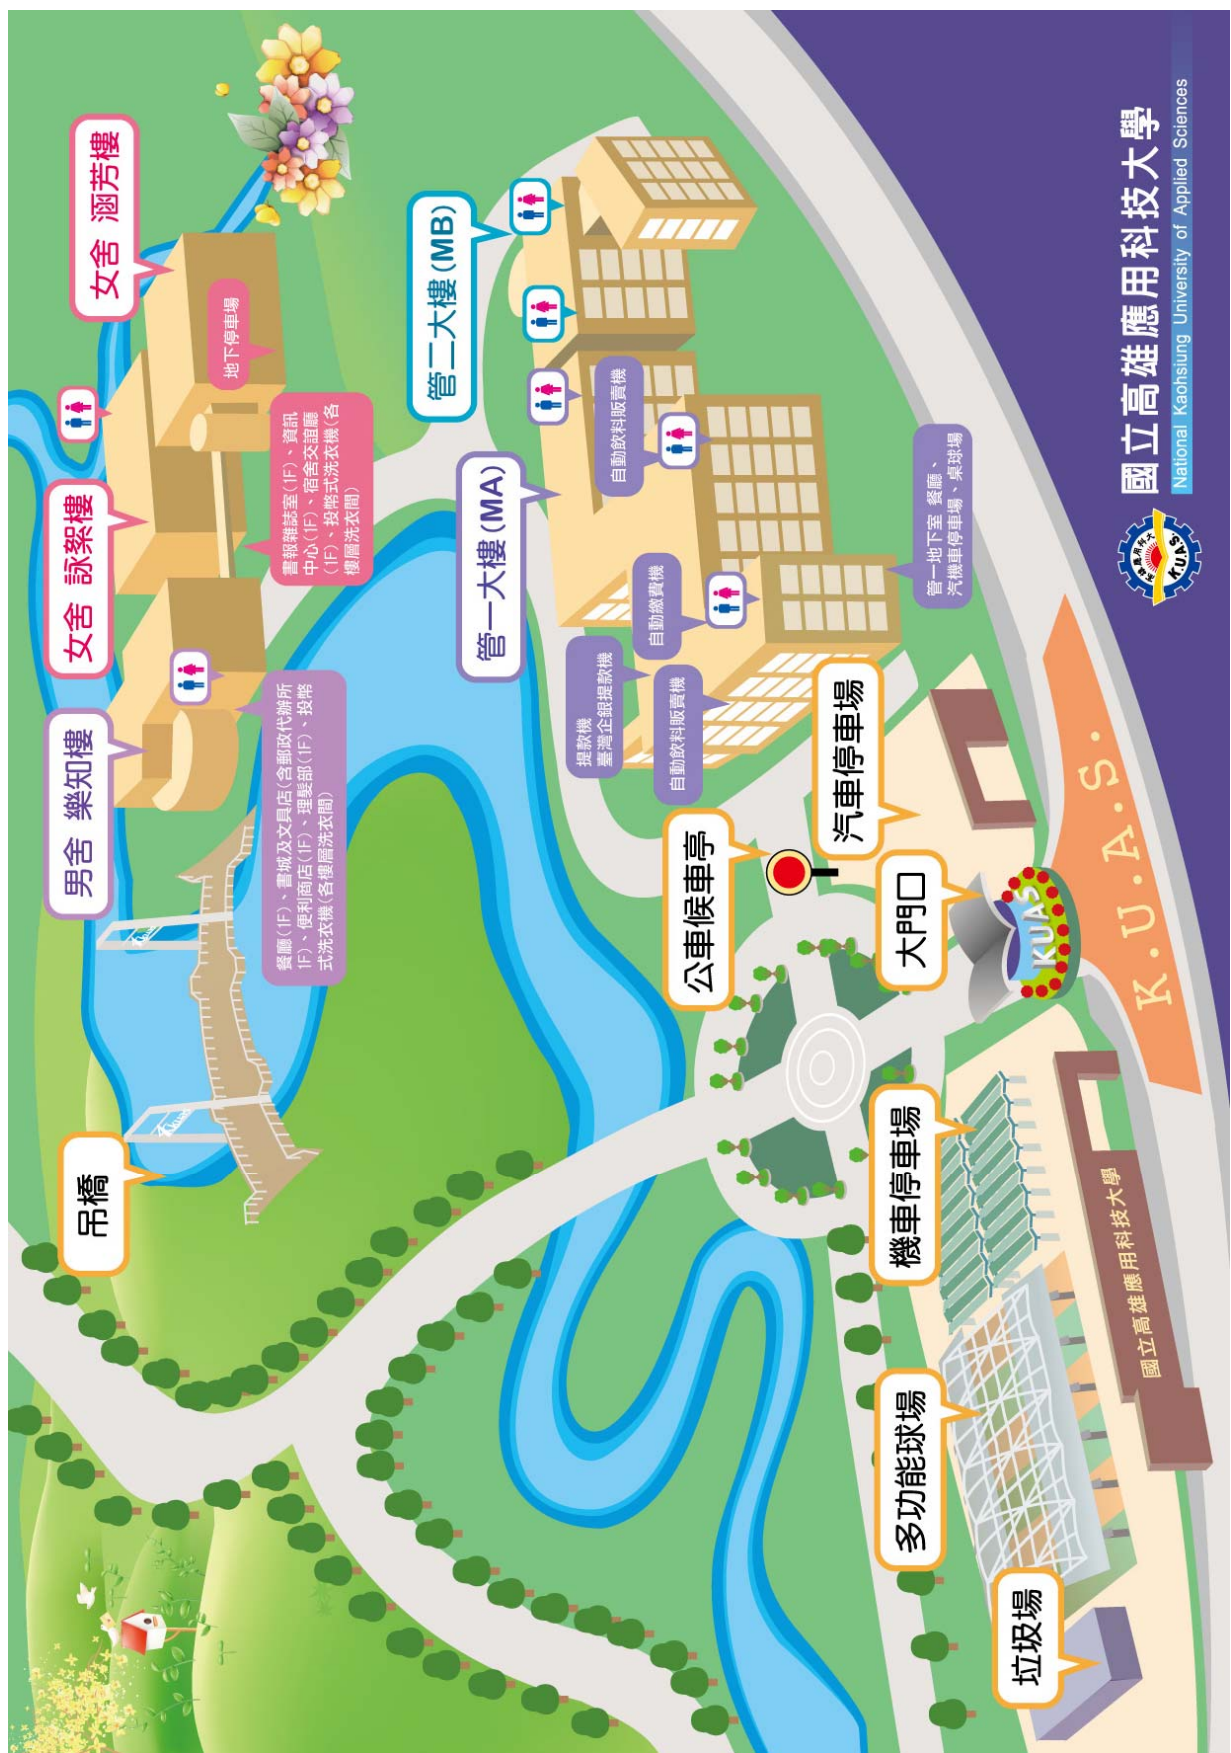 女舍 涵芳樓
女舍 詠絮樓
男舍 樂知樓
吊橋
地下停車場
書報雜誌室(1F)、資訊
中心(1F)、宿舍交誼廳
(1F)、投幣式洗衣機(各
樓層洗衣間)
餐廳(1F)、書城及文具店(含郵政代辦所
1F)、便利商店(1F)、理髮部(1F)、投幣
式洗衣機(各樓層洗衣間)
管二大樓(MB)
管一大樓(MA)
自動飲料販賣機
自動繳費機
提款機
臺灣企銀提款機
自動飲料販賣機
管一地下室 餐廳、
汽機車停車場、桌球場
公車候車亭
汽車停車場
大門口
KUAS
K.U.A.S.
機車停車場
多功能球場
垃圾場
國立高雄應用科技大學
國立高雄應用科技大學
National Kaohsiung University of Applied Sciences
K.U.A.S.